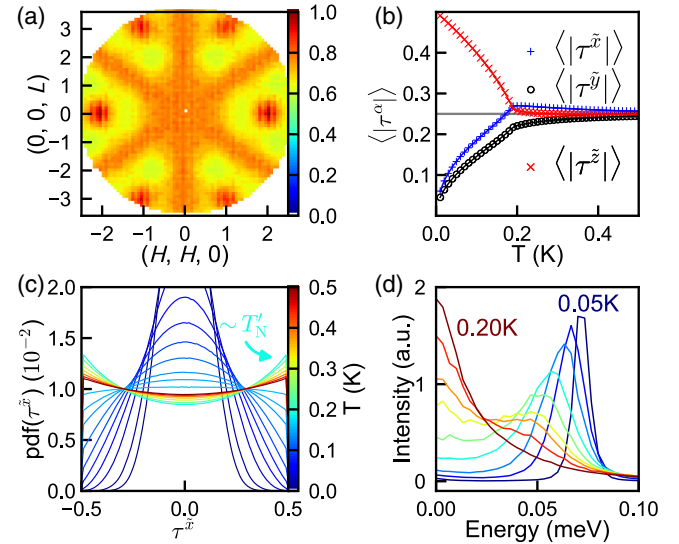 (a)
(0, 0, L)
3
2
1
0
−1
−2
−3
−2 −1 0 1 2
(H, H, 0)
1.0
0.8
0.6
0.4
0.2
0.0
(b)
⟨|τ^α|⟩
0.4
0.3
0.2
0.1
0.0 0.2 0.4
T (K)
⟨|τ^x̃|⟩
⟨|τ^ỹ|⟩
⟨|τ^z̃|⟩
(c)
pdf(τ^x̃) (10⁻²)
2.0
1.5
1.0
0.5
0.0
−0.5 0.0 0.5
τ^x̃
∼ T′_N
0.5
0.4
0.3
0.2
0.1
0.0
T (K)
(d)
Intensity (a.u.)
2
1
0
0.00 0.05 0.10
Energy (meV)
0.20K
0.05K